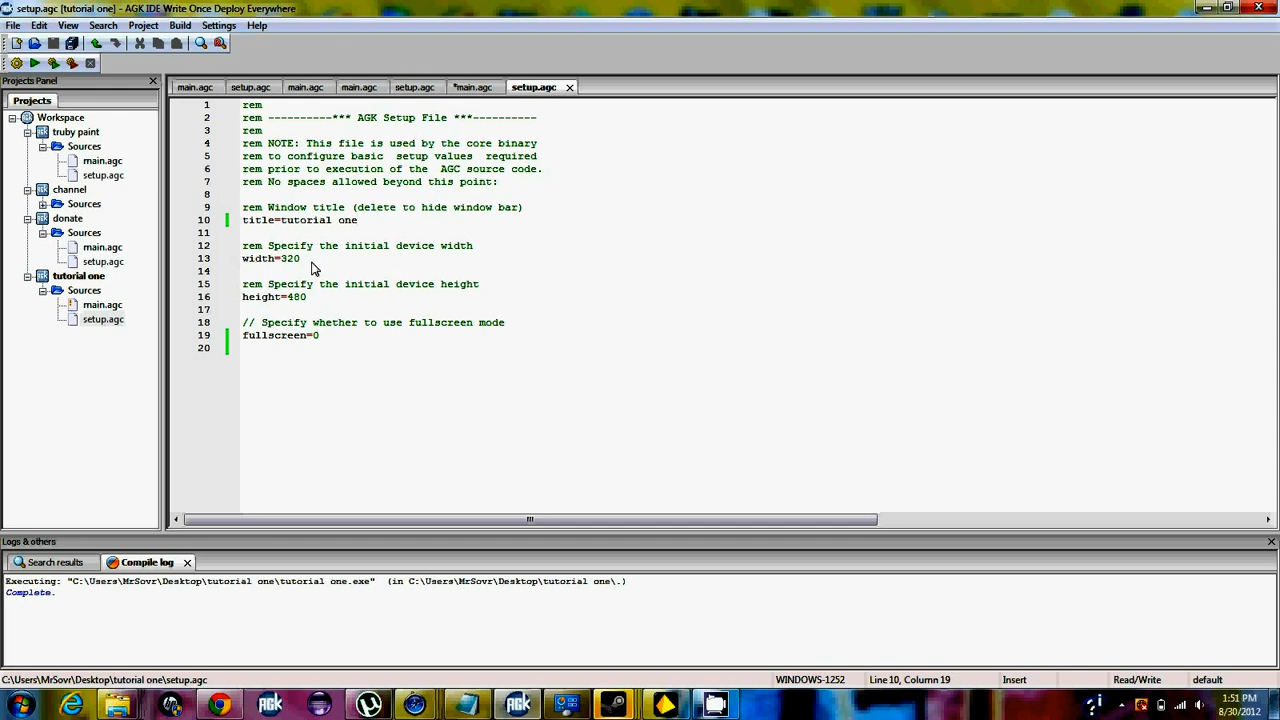 setup.agc [tutorial one] - AGK IDE Write Once Deploy Everywhere
File Edit View Search Project Build Settings Help
Projects Panel
Projects
Workspace
truby paint
Sources
main.agc
setup.agc
channel
Sources
donate
Sources
main.agc
setup.agc
tutorial one
Sources
main.agc
setup.agc
main.agc setup.agc main.agc main.agc setup.agc *main.agc setup.agc
1 rem
2 rem ----------*** AGK Setup File ***----------
3 rem
4 rem NOTE: This file is used by the core binary
5 rem to configure basic setup values required
6 rem prior to execution of the AGC source code.
7 rem No spaces allowed beyond this point:
8
9 rem Window title (delete to hide window bar)
10 title=tutorial one
11
12 rem Specify the initial device width
13 width=320
14
15 rem Specify the initial device height
16 height=480
17
18 // Specify whether to use fullscreen mode
19 fullscreen=0
20
Logs & others
Search results Compile log
Executing: "C:\Users\MrSovr\Desktop\tutorial one\tutorial one.exe" (in C:\Users\MrSovr\Desktop\tutorial one\.)
Complete.
C:\Users\MrSovr\Desktop\tutorial one\setup.agc WINDOWS-1252 Line 10, Column 19 Insert Read/Write default
AGK AGK
1:51 PM
8/30/2012